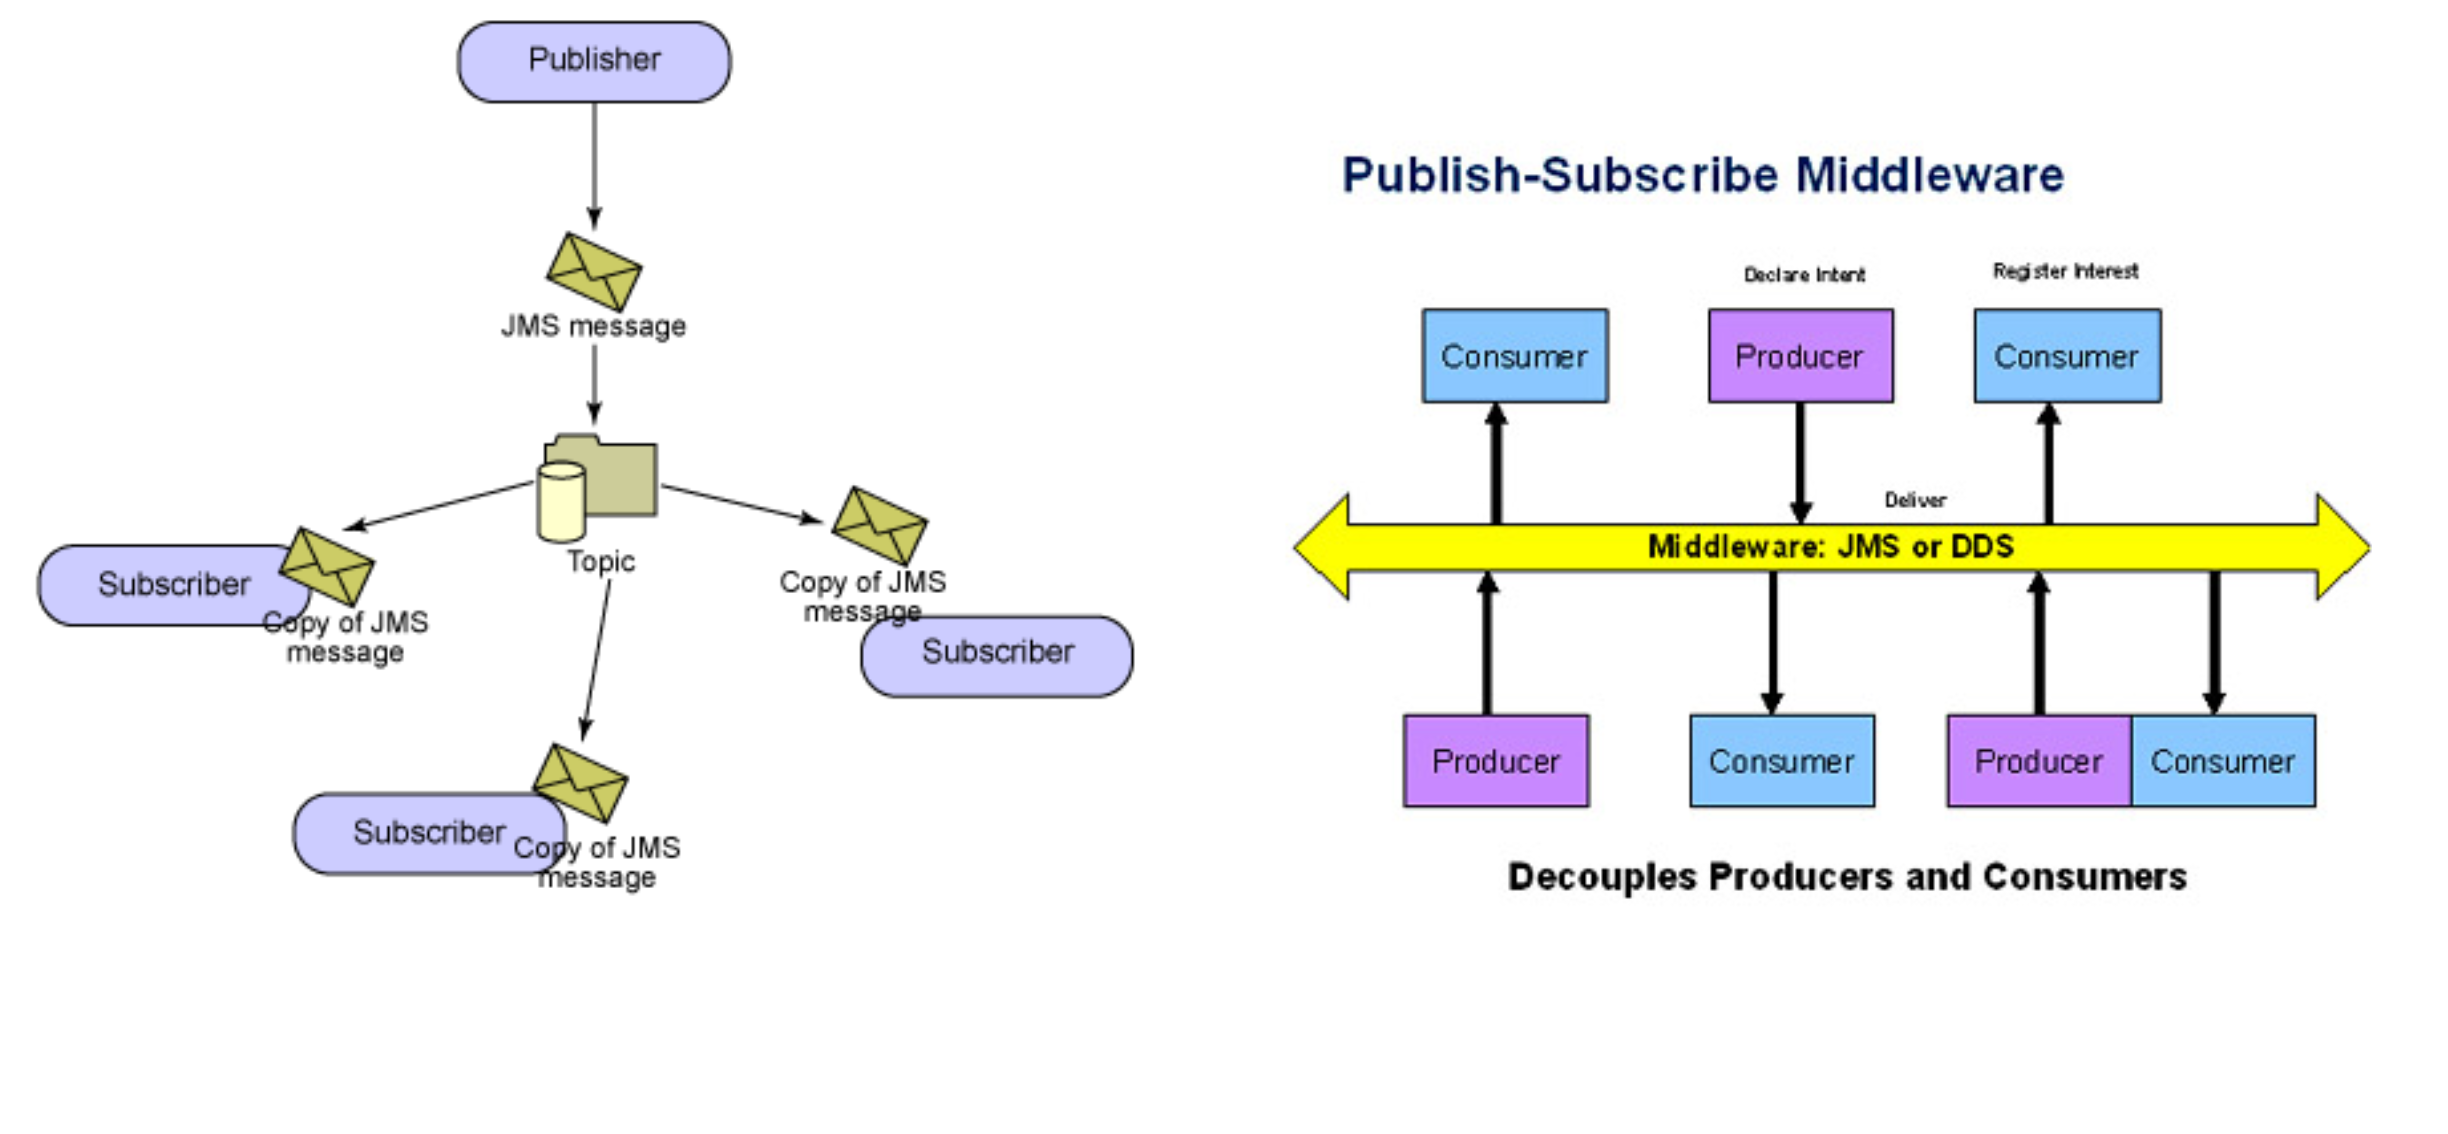 Publisher
JMS message
Topic
Subscriber
Copy of JMS
message
Copy of JMS
message
Subscriber
Subscriber
Copy of JMS
message
Publish-Subscribe Middleware
Declare Intent
Register Interest
Consumer
Producer
Consumer
Deliver
Middleware: JMS or DDS
Producer
Consumer
Producer
Consumer
Decouples Producers and Consumers